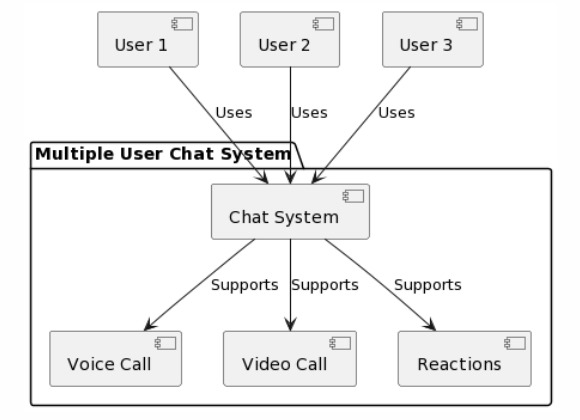 User 1
User 2
User 3
Uses
Uses
Uses
Multiple User Chat System
Chat System
Supports
Supports
Supports
Voice Call
Video Call
Reactions